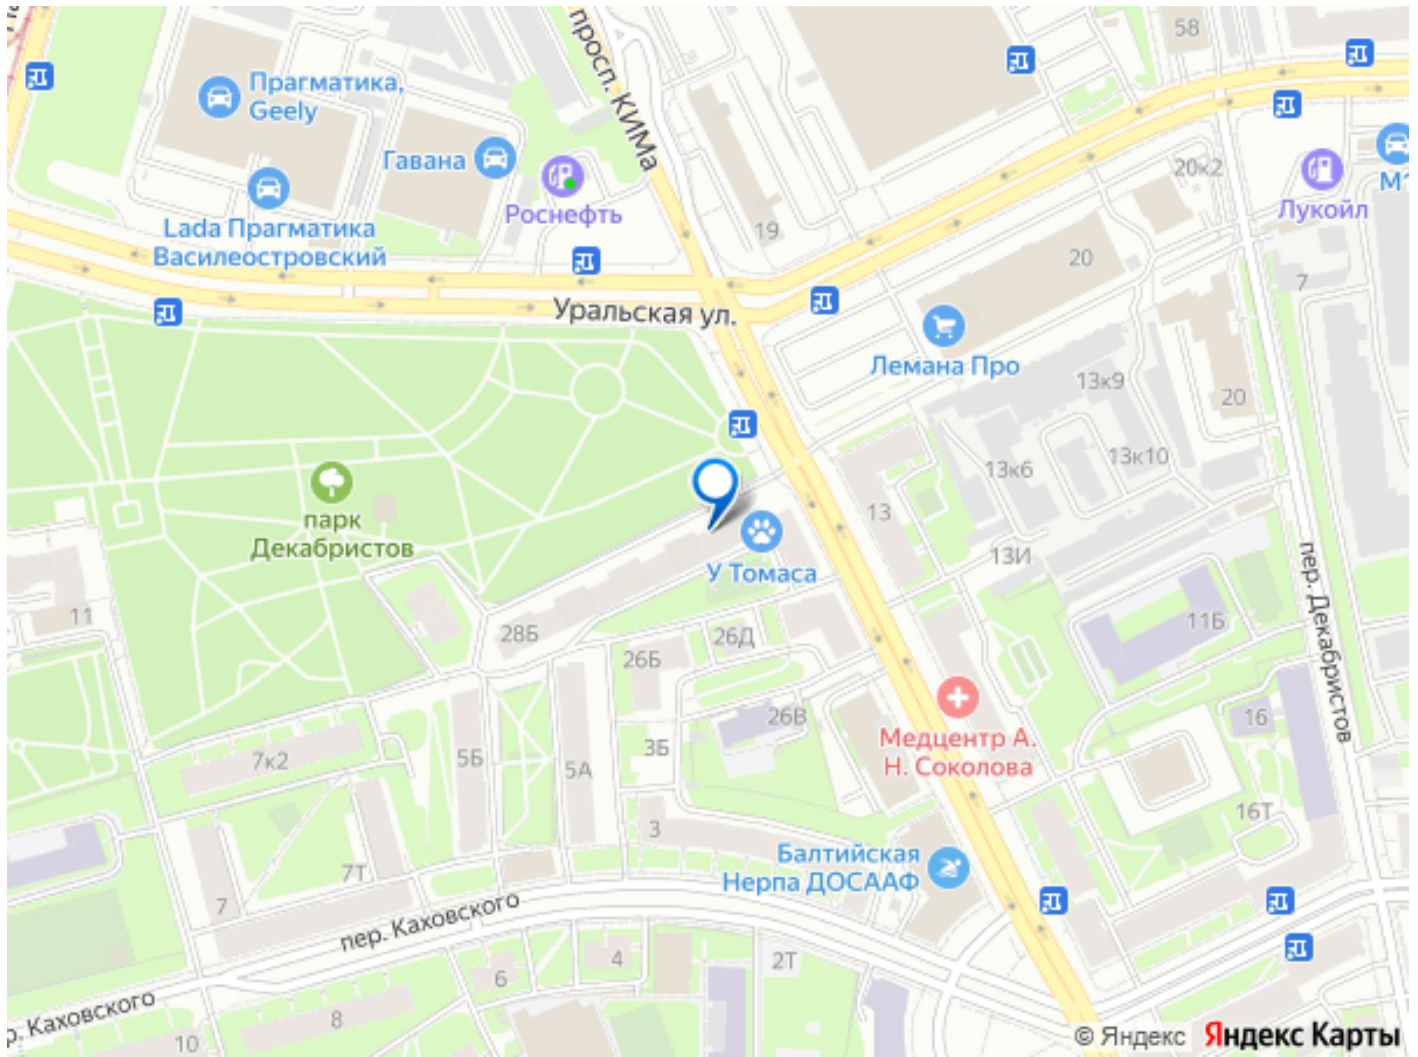 58
просп. КИМа
Прагматика,
Geely
Гавана
20к2
Роснефть
Лукойл
М
Lada Прагматика
Василеостровский
19
20
7
Уральская ул.
Лемана Про
13к9
20
13к6
13к10
парк
Декабристов
13
У Томаса
13И
пер. Декабристов
11
28Б
26Д
11Б
26Б
26В
16
3Б
Медцентр А.
Н. Соколова
7к2
5Б
5А
16Т
3
Балтийская
Нерпа ДОСААФ
7Т
7
пер. Каховского
4
2Т
6
р. Каховского
8
10
© Яндекс Яндекс Карты